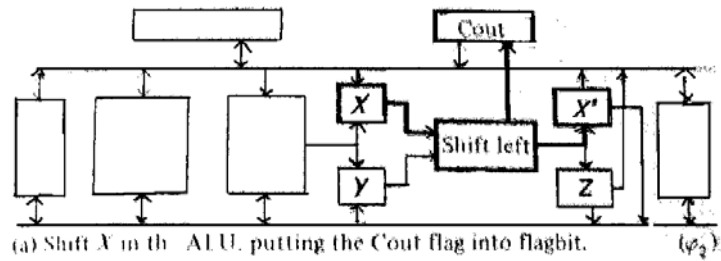 Cout
X
X'
Shift left
Y
Z
(a) Shift X in th ALU, putting the Cout flag into flagbit. (φ₂)